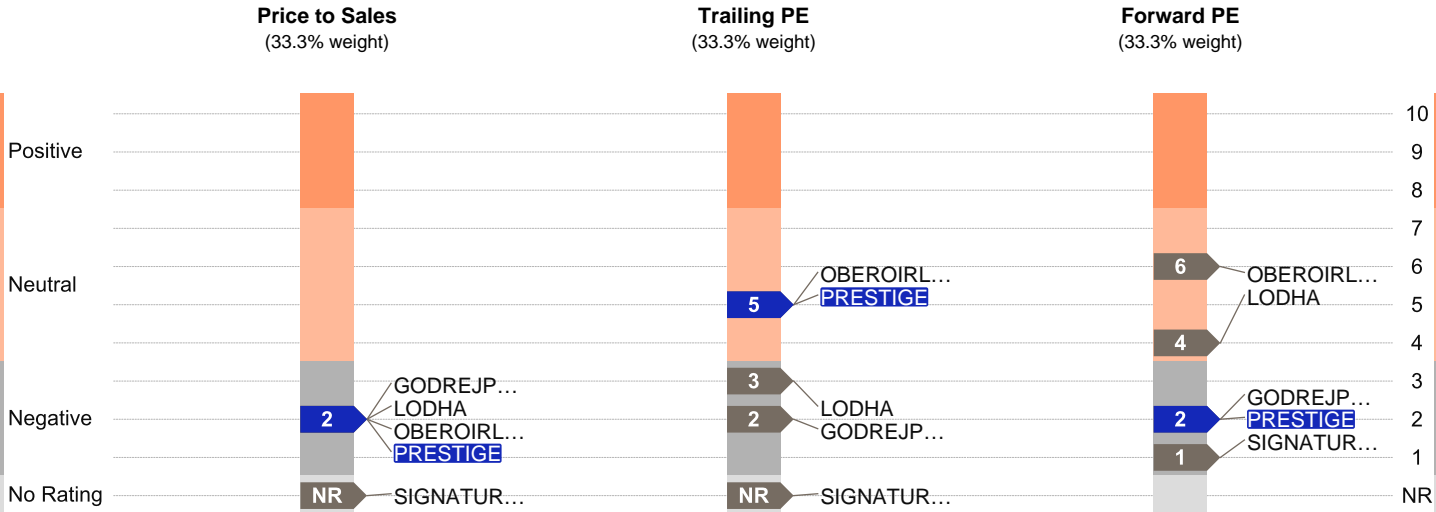 Price to Sales
(33.3% weight)
Trailing PE
(33.3% weight)
Forward PE
(33.3% weight)
Positive
Neutral
Negative
No Rating
2
GODREJP...
LODHA
OBEROIRL...
PRESTIGE
NR
SIGNATUR...
5
OBEROIRL...
PRESTIGE
3
LODHA
2
GODREJP...
NR
SIGNATUR...
6
OBEROIRL...
LODHA
4
2
GODREJP...
PRESTIGE
1
SIGNATUR...
10
9
8
7
6
5
4
3
2
1
NR